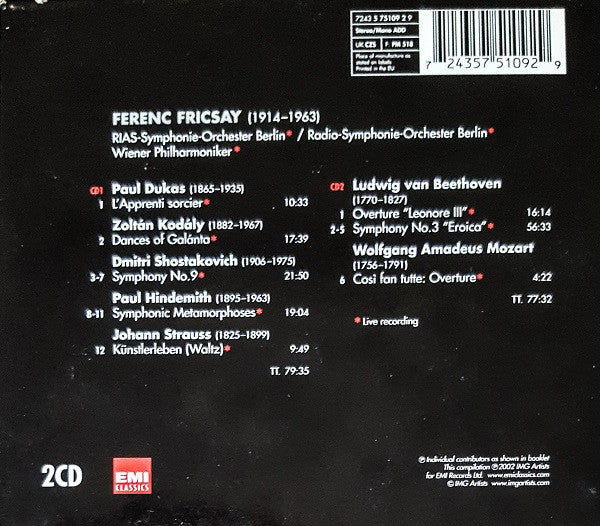 7243 5 75109 2 9
Stereo/Mono ADD
UK CZS F: PM 518
Place of manufacture as
stated on labels
Printed in the EU
7 24357 51092 9
FERENC FRICSAY (1914–1963)
RIAS-Symphonie-Orchester Berlin* / Radio-Symphonie-Orchester Berlin*
Wiener Philharmoniker*
CD1 Paul Dukas (1865–1935)
1 L'Apprenti sorcier* 10:33
Zoltán Kodály (1882–1967)
2 Dances of Galánta* 17:39
Dmitri Shostakovich (1906–1975)
3–7 Symphony No.9* 21:50
Paul Hindemith (1895–1963)
8–11 Symphonic Metamorphoses* 19:04
Johann Strauss (1825–1899)
12 Künstlerleben (Waltz)* 9:49
TT. 79:35
CD2 Ludwig van Beethoven
(1770–1827)
1 Overture "Leonore III"* 16:14
2–5 Symphony No.3 "Eroica"* 56:33
Wolfgang Amadeus Mozart
(1756–1791)
6 Così fan tutte: Overture* 4:22
TT. 77:32
* Live recording
2CD
EMI
CLASSICS
℗ Individual contributors as shown in booklet
This compilation ℗ 2002 IMG Artists
for EMI Records Ltd. www.emiclassics.com
© IMG Artists www.imgartists.com